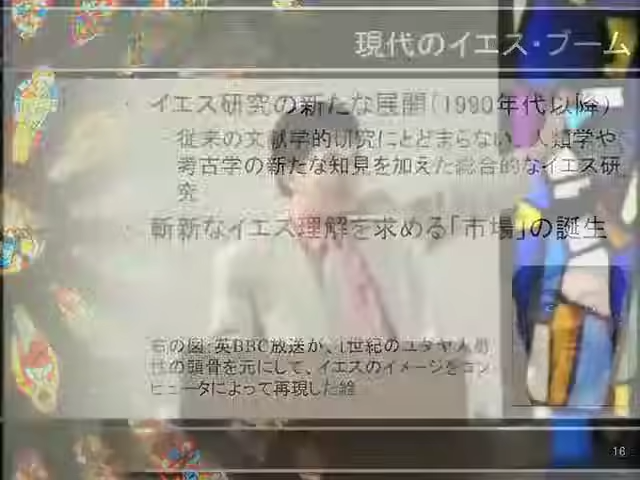 現代のイエス・ブーム
・ イエス研究の新たな展開(1990年代以降)
従来の文献学的研究にとどまらない、人類学や
考古学の新たな知見を加えた総合的なイエス研
究
・ 斬新なイエス理解を求める「市場」の誕生
右の図:英BBC放送が、1世紀のユダヤ人男
性の頭骨を元にして、イエスのイメージをコン
ピュータによって再現した絵
16